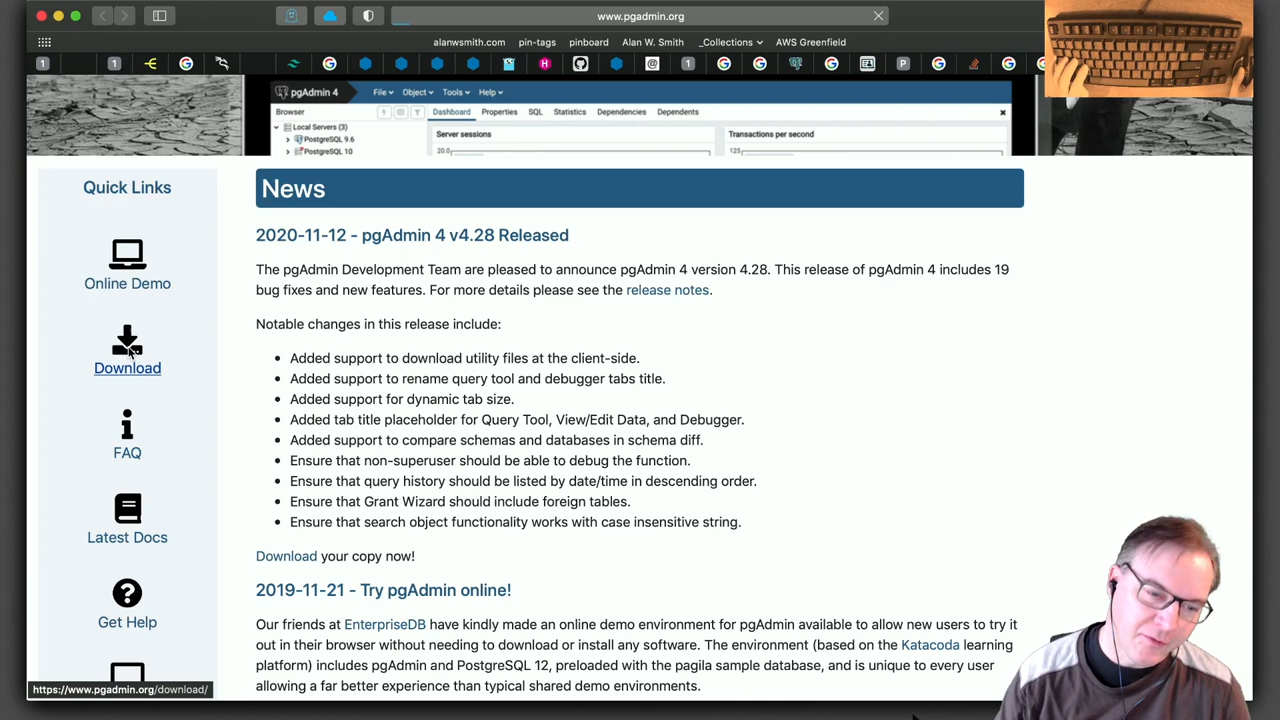 www.pgadmin.org
alanwsmith.com pin-tags pinboard Alan W. Smith _Collections AWS Greenfield
1 1 1 P
pgAdmin 4 File Object Tools Help
Browser Dashboard Properties SQL Statistics Dependencies Dependents
Local Servers (3) Server sessions Transactions per second
PostgreSQL 9.6 20.0 125
PostgreSQL 10
Quick Links
Online Demo
Download
FAQ
Latest Docs
Get Help
https://www.pgadmin.org/download/
News
2020-11-12 - pgAdmin 4 v4.28 Released
The pgAdmin Development Team are pleased to announce pgAdmin 4 version 4.28. This release of pgAdmin 4 includes 19
bug fixes and new features. For more details please see the release notes.
Notable changes in this release include:
• Added support to download utility files at the client-side.
• Added support to rename query tool and debugger tabs title.
• Added support for dynamic tab size.
• Added tab title placeholder for Query Tool, View/Edit Data, and Debugger.
• Added support to compare schemas and databases in schema diff.
• Ensure that non-superuser should be able to debug the function.
• Ensure that query history should be listed by date/time in descending order.
• Ensure that Grant Wizard should include foreign tables.
• Ensure that search object functionality works with case insensitive string.
Download your copy now!
2019-11-21 - Try pgAdmin online!
Our friends at EnterpriseDB have kindly made an online demo environment for pgAdmin available to allow new users to try it
out in their browser without needing to download or install any software. The environment (based on the Katacoda learning
platform) includes pgAdmin and PostgreSQL 12, preloaded with the pagila sample database, and is unique to every user
allowing a far better experience than typical shared demo environments.